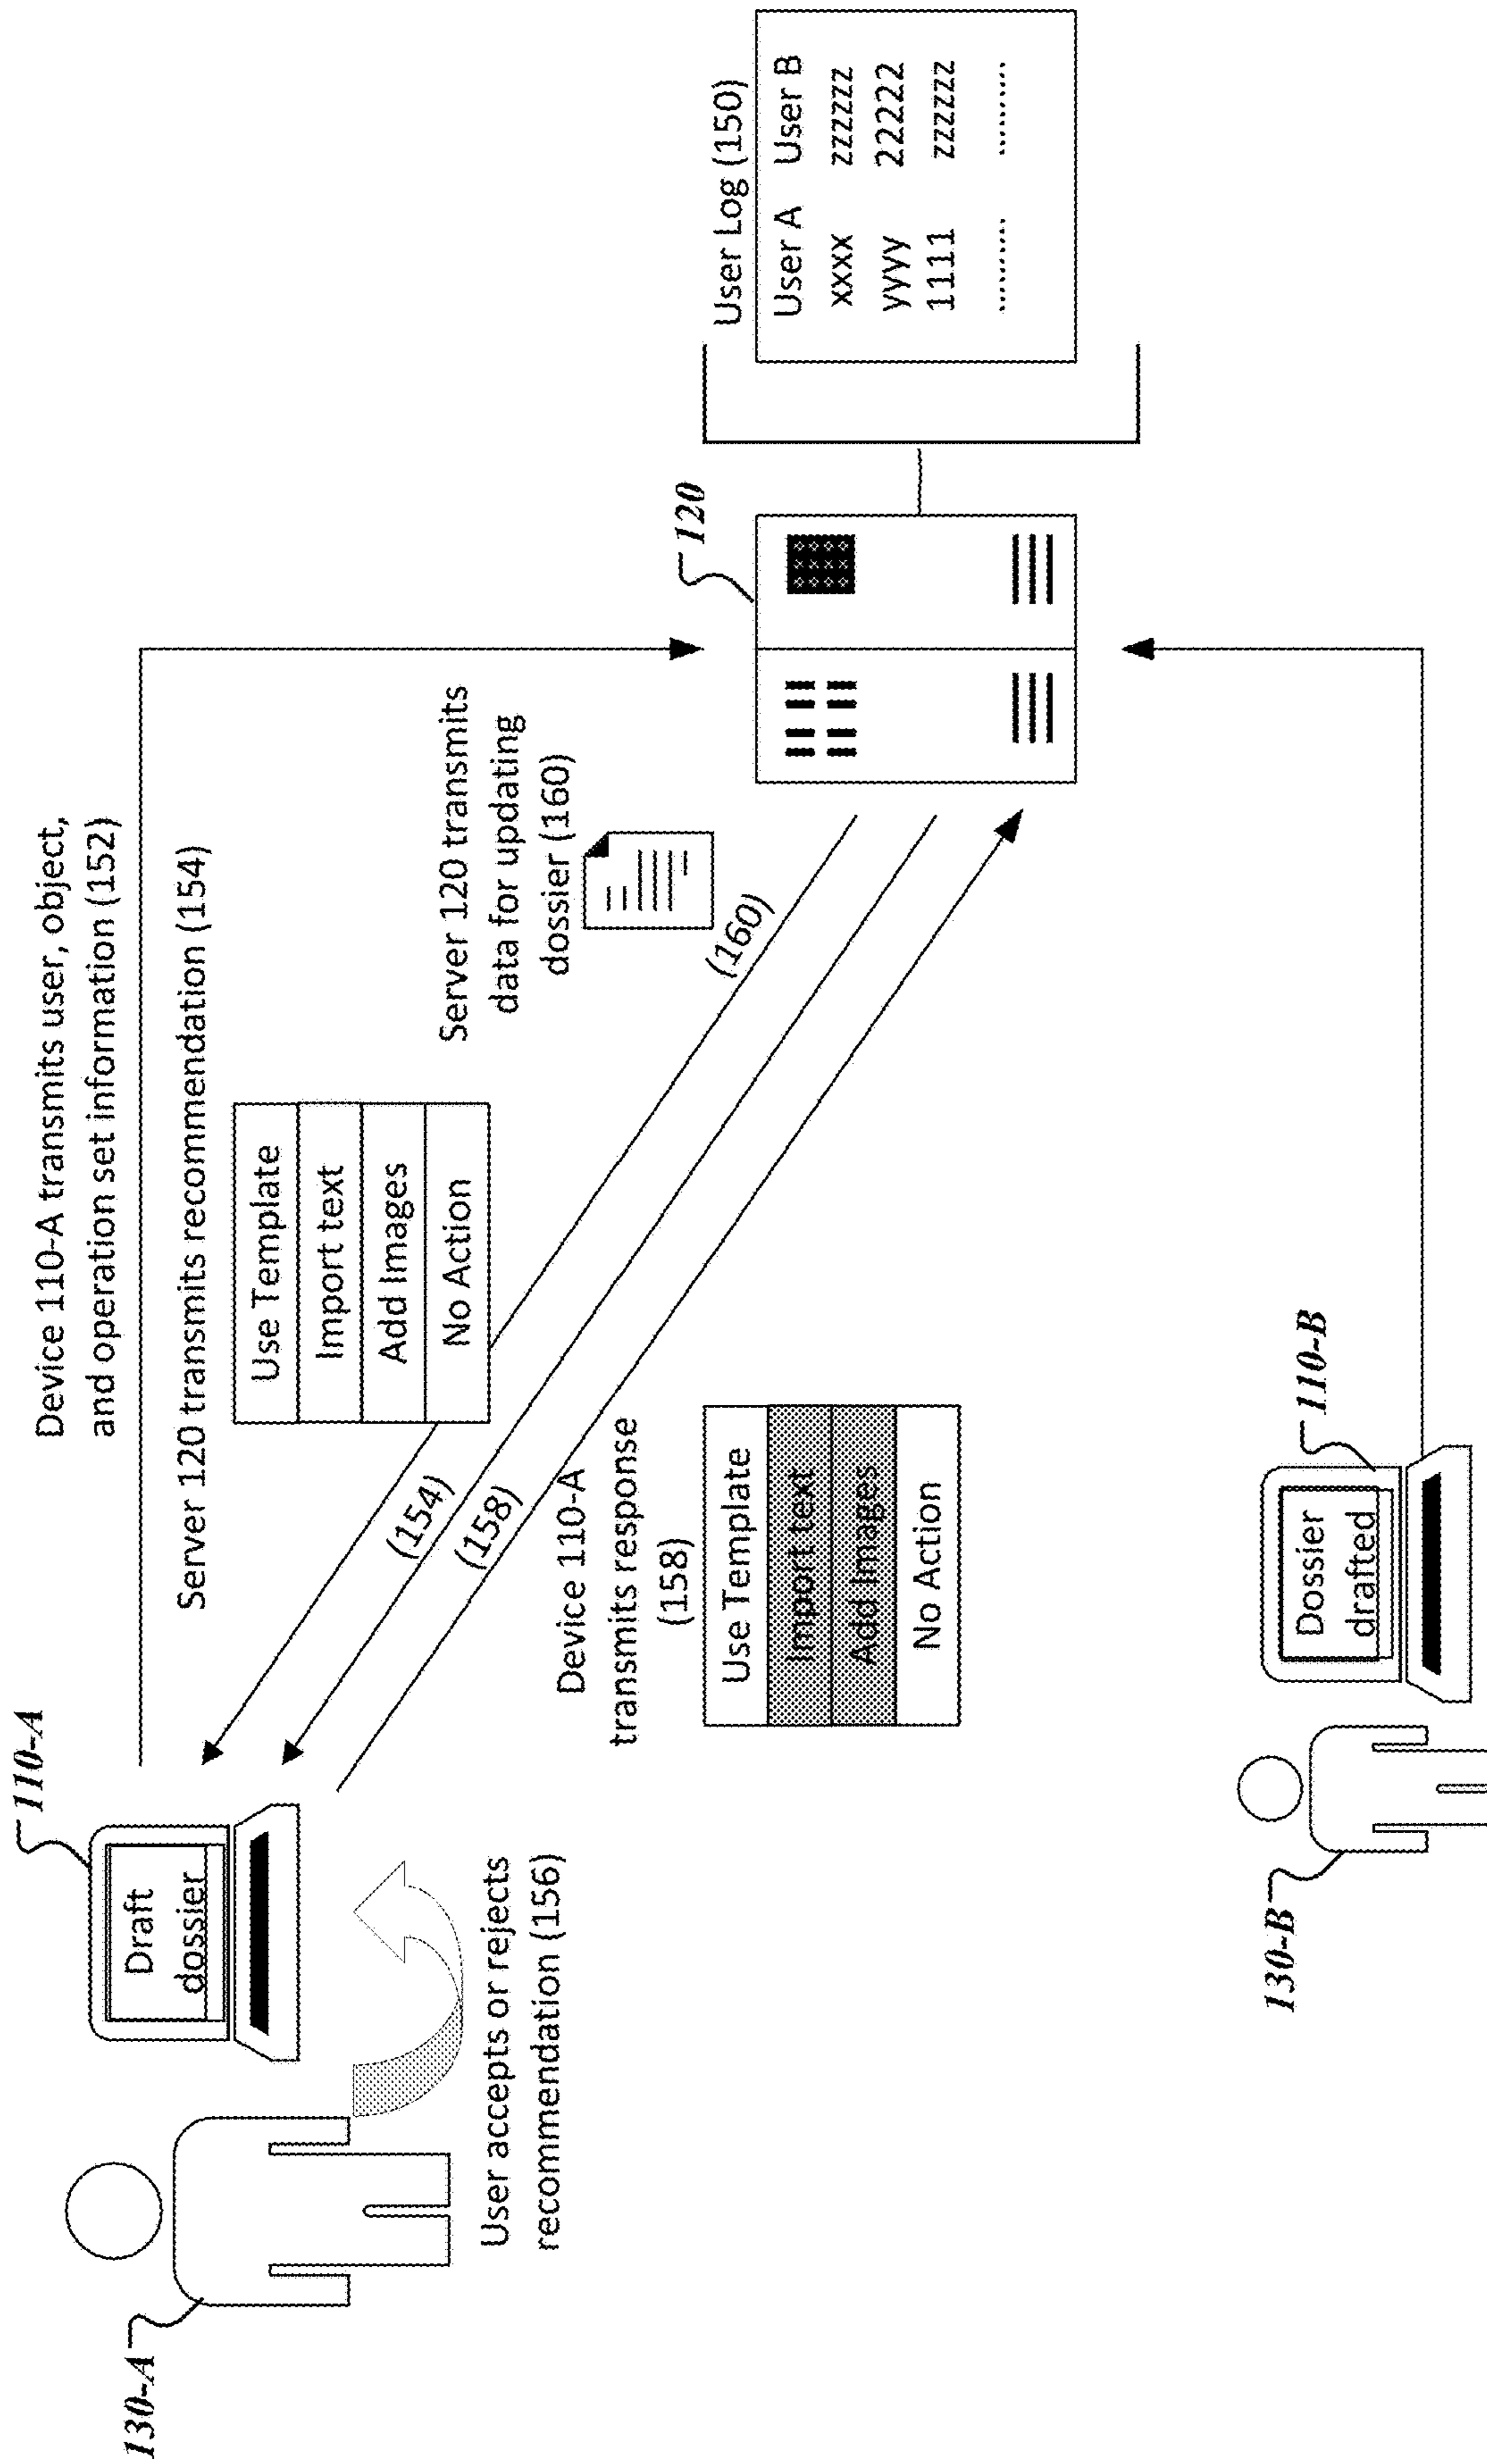 130-A
110-A
Draft
dossier
User accepts or rejects
recommendation (156)
Device 110-A transmits user, object,
and operation set information (152)
Server 120 transmits recommendation (154)
Use Template
Import text
Add Images
No Action
(154)
(158)
Device 110-A
transmits response
(158)
Use Template
Import text
Add Images
No Action
Server 120 transmits
data for updating
dossier (160)
(160)
120
User Log (150)
User A User B
xxxx zzzzzz
yyyy 22222
1111 zzzzzz
......... .........
130-B
110-B
Dossier
drafted